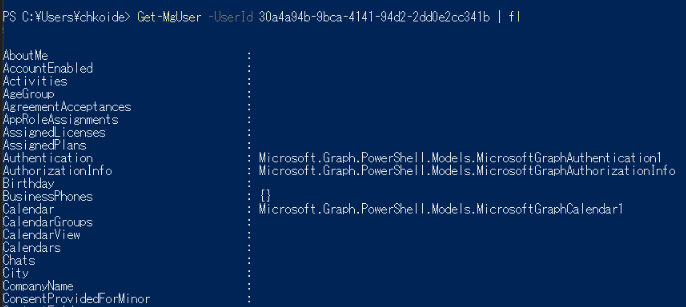 PS C:¥Users¥chkoide> Get-MgUser -UserId 30a4a94b-9bca-4141-94d2-2dd0e2cc341b | fl
AboutMe :
AccountEnabled :
Activities :
AgeGroup :
AgreementAcceptances :
AppRoleAssignments :
AssignedLicenses :
AssignedPlans :
Authentication : Microsoft.Graph.PowerShell.Models.MicrosoftGraphAuthentication1
AuthorizationInfo : Microsoft.Graph.PowerShell.Models.MicrosoftGraphAuthorizationInfo
Birthday :
BusinessPhones : {}
Calendar : Microsoft.Graph.PowerShell.Models.MicrosoftGraphCalendar1
CalendarGroups :
CalendarView :
Calendars :
Chats :
City :
CompanyName :
ConsentProvidedForMinor :